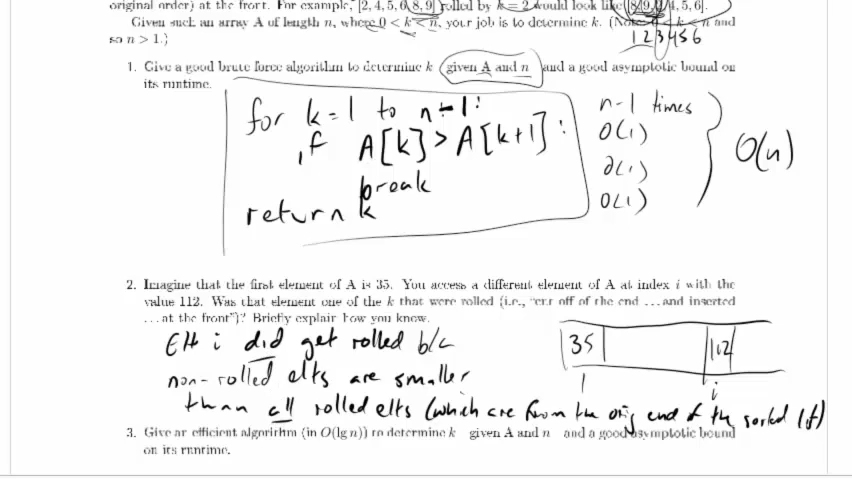 original order) at the front. For example, [2, 4, 5, 6, 8, 9] rolled by k = 2 would look like [8, 9, 2, 4, 5, 6].
Given such an array A of length n, where 0 < k < n, your job is to determine k. (Note: 0 < k < n and
so n > 1.)
1 2 3 4 5 6
1. Give a good brute force algorithm to determine k given A and n and a good asymptotic bound on
its runtime.
for k = 1 to n - 1: n-1 times
if A[k] > A[k+1]: O(1)
break O(1)
return k O(1)
O(n)
2. Imagine that the first element of A is 35. You access a different element of A at index i with the
value 112. Was that element one of the k that were rolled (i.e., "cut off of the end ... and inserted
... at the front")? Briefly explain how you know.
Elt i did get rolled b/c
non-rolled elts are smaller
than all rolled elts (which are from the orig end of the sorted
35 112
1 i
3. Give an efficient algorithm (in O(lg n)) to determine k given A and n and a good asymptotic bound
on its runtime.